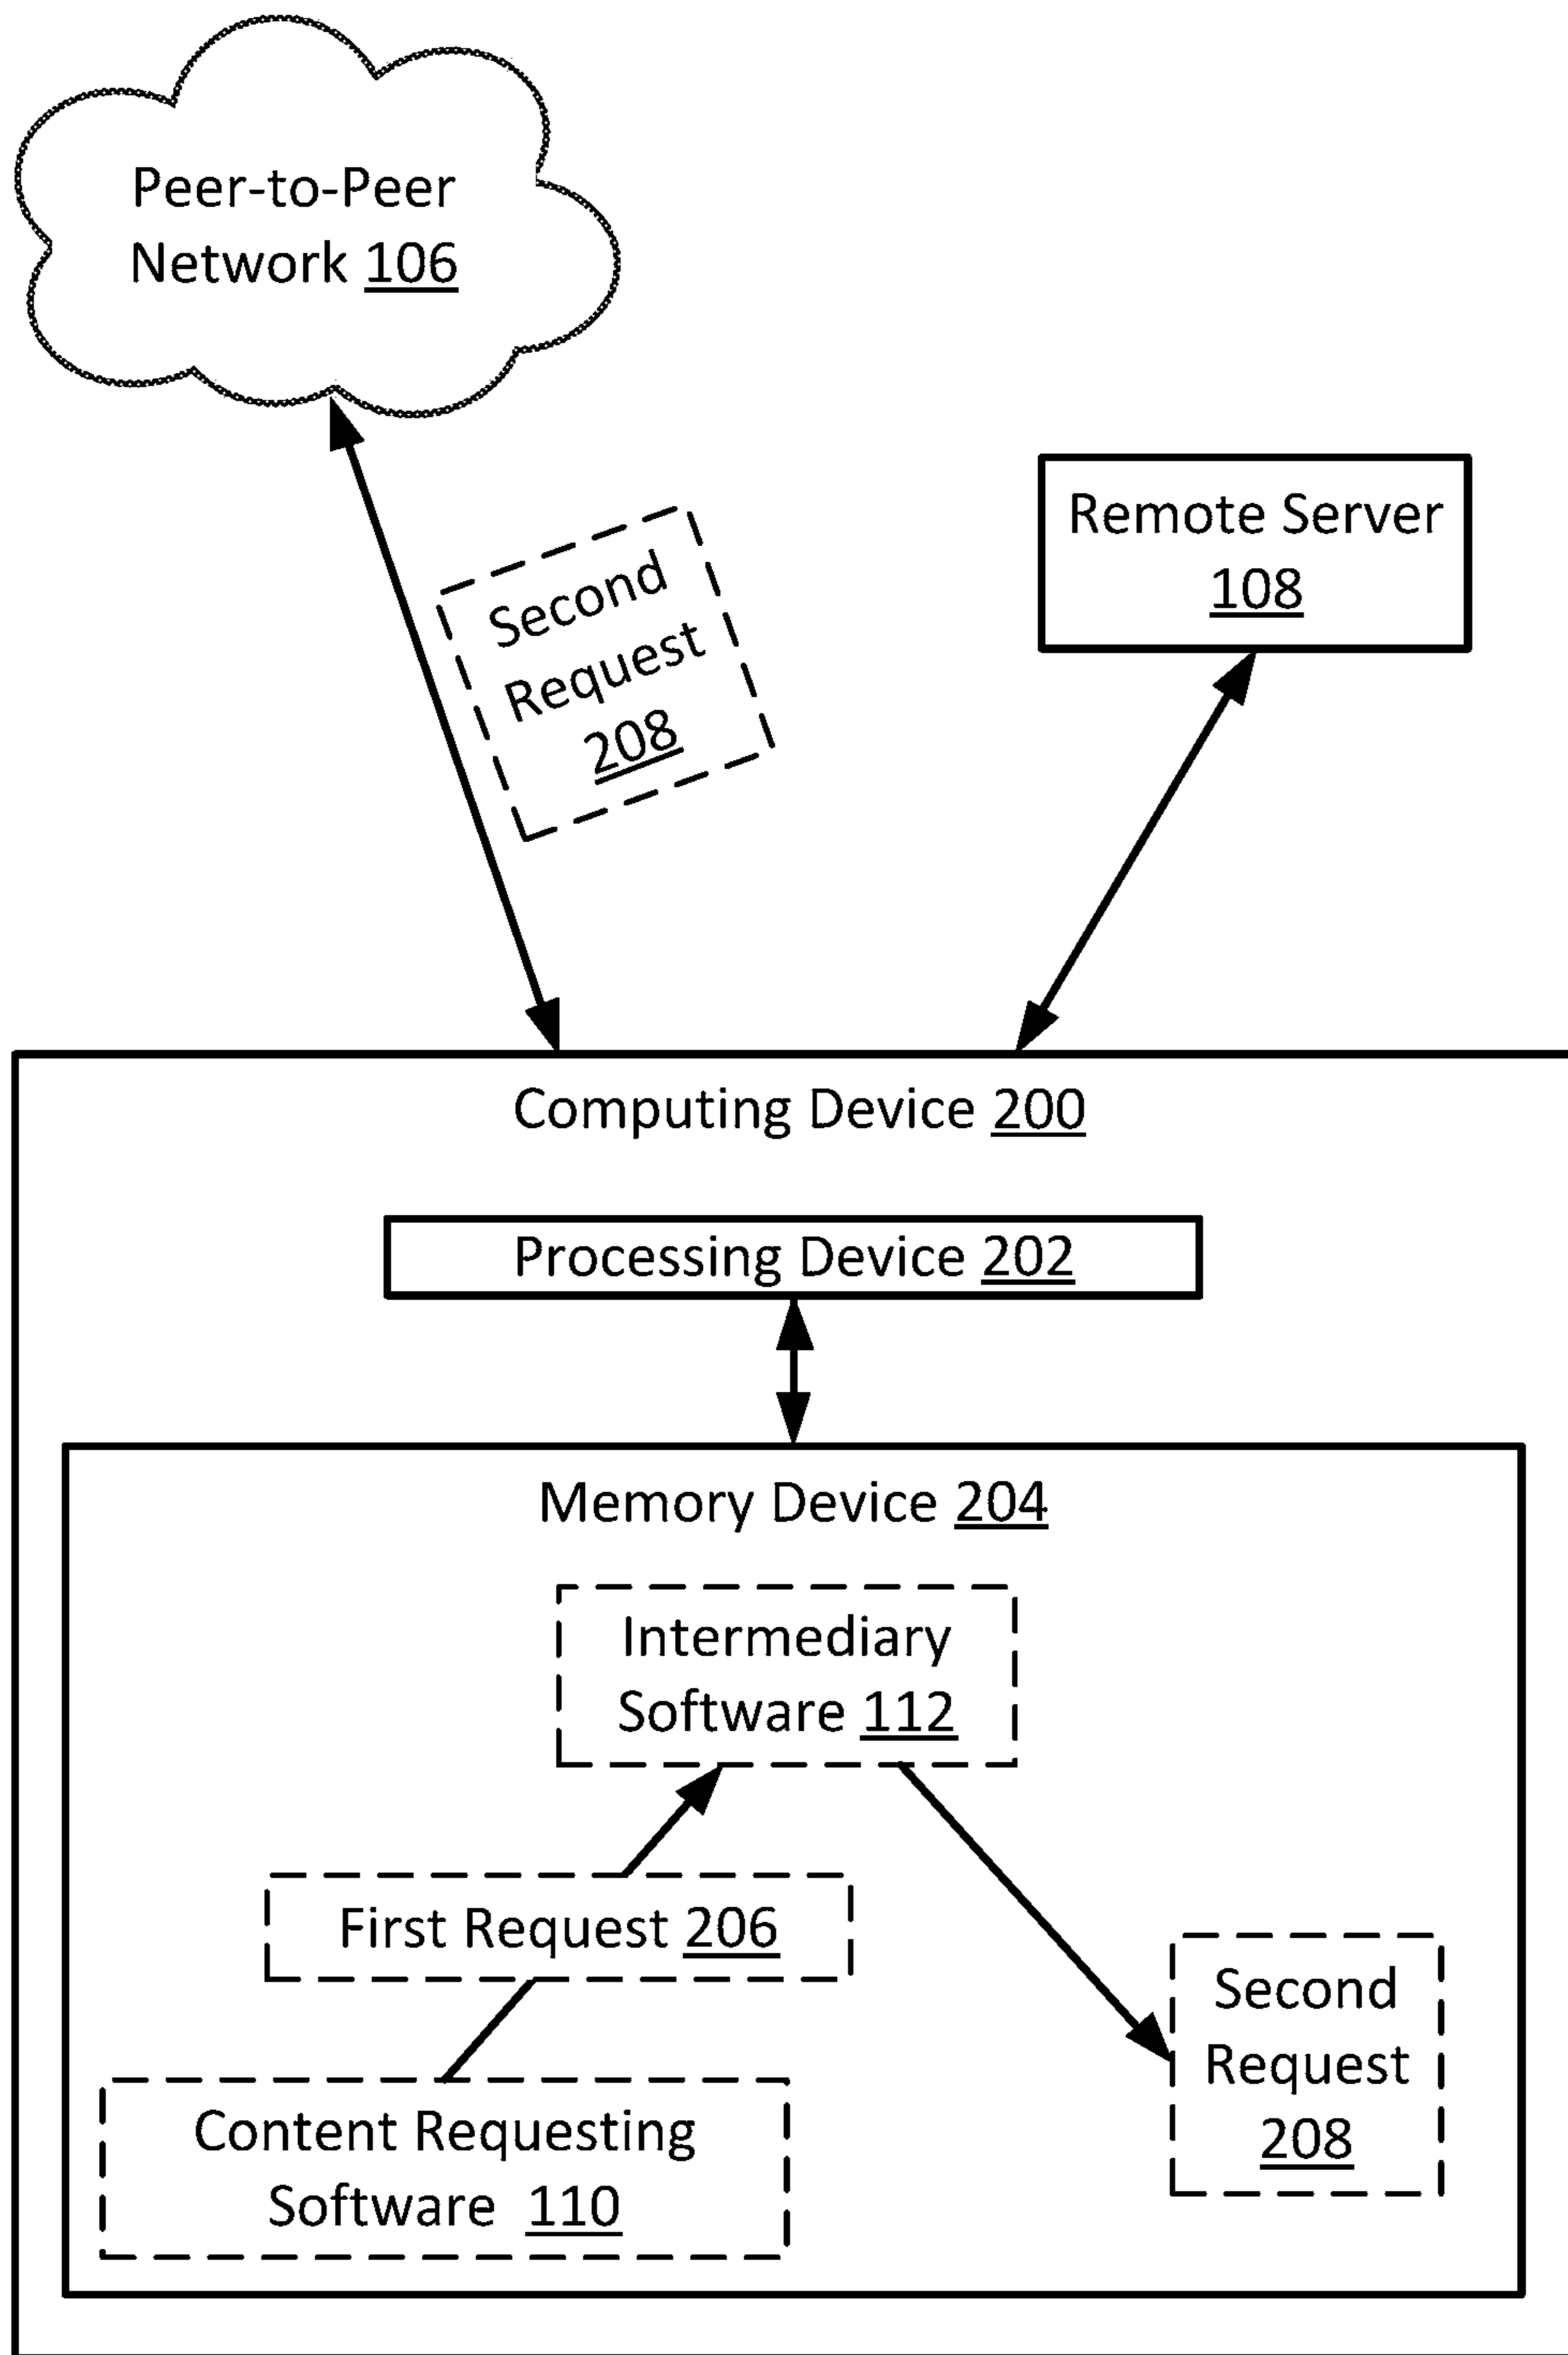 Peer-to-Peer
Network 106
Remote Server
108
Second
Request
208
Computing Device 200
Processing Device 202
Memory Device 204
Intermediary
Software 112
First Request 206
Second
Request
208
Content Requesting
Software 110